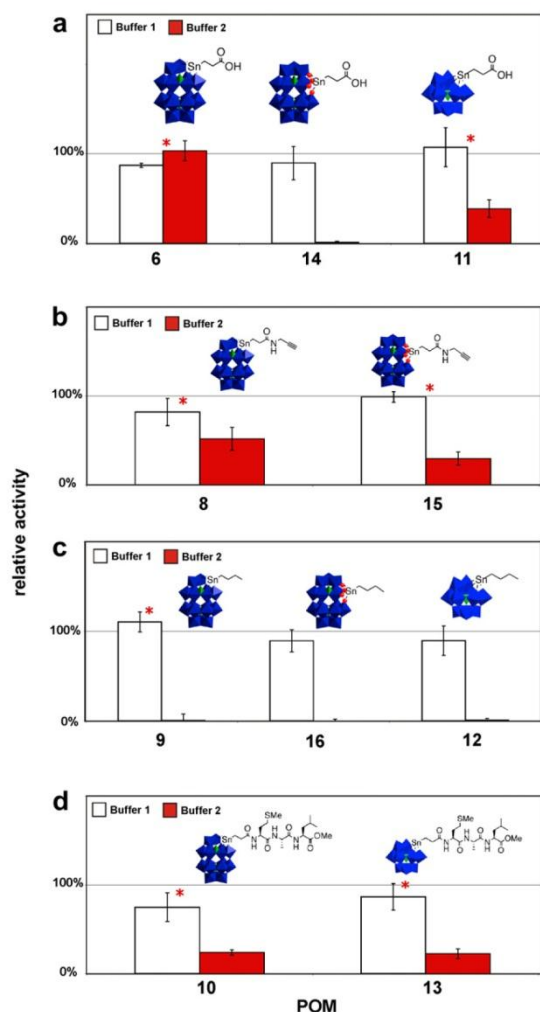 a
Buffer 1 Buffer 2
Sn O OH
Sn O OH
Sn O OH
*
*
100%
0%
6 14 11
b
Buffer 1 Buffer 2
Sn O N H
Sn O N H
*
*
100%
0%
8 15
relative activity
c
Buffer 1 Buffer 2
Sn
Sn
Sn
*
100%
0%
9 16 12
d
Buffer 1 Buffer 2
SMe
Sn O H N O N H O OMe
SMe
Sn O H N O N H O OMe
*
*
100%
0%
10 13
POM